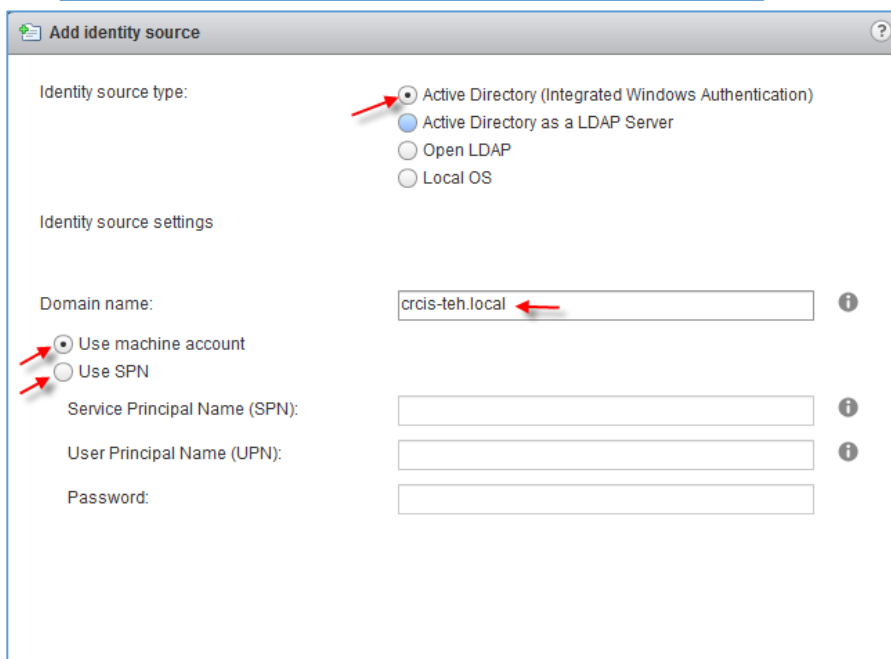 Add identity source
?
Identity source type:
Active Directory (Integrated Windows Authentication)
Active Directory as a LDAP Server
Open LDAP
Local OS
Identity source settings
Domain name:
crcis-teh.local
Use machine account
Use SPN
Service Principal Name (SPN):
User Principal Name (UPN):
Password: